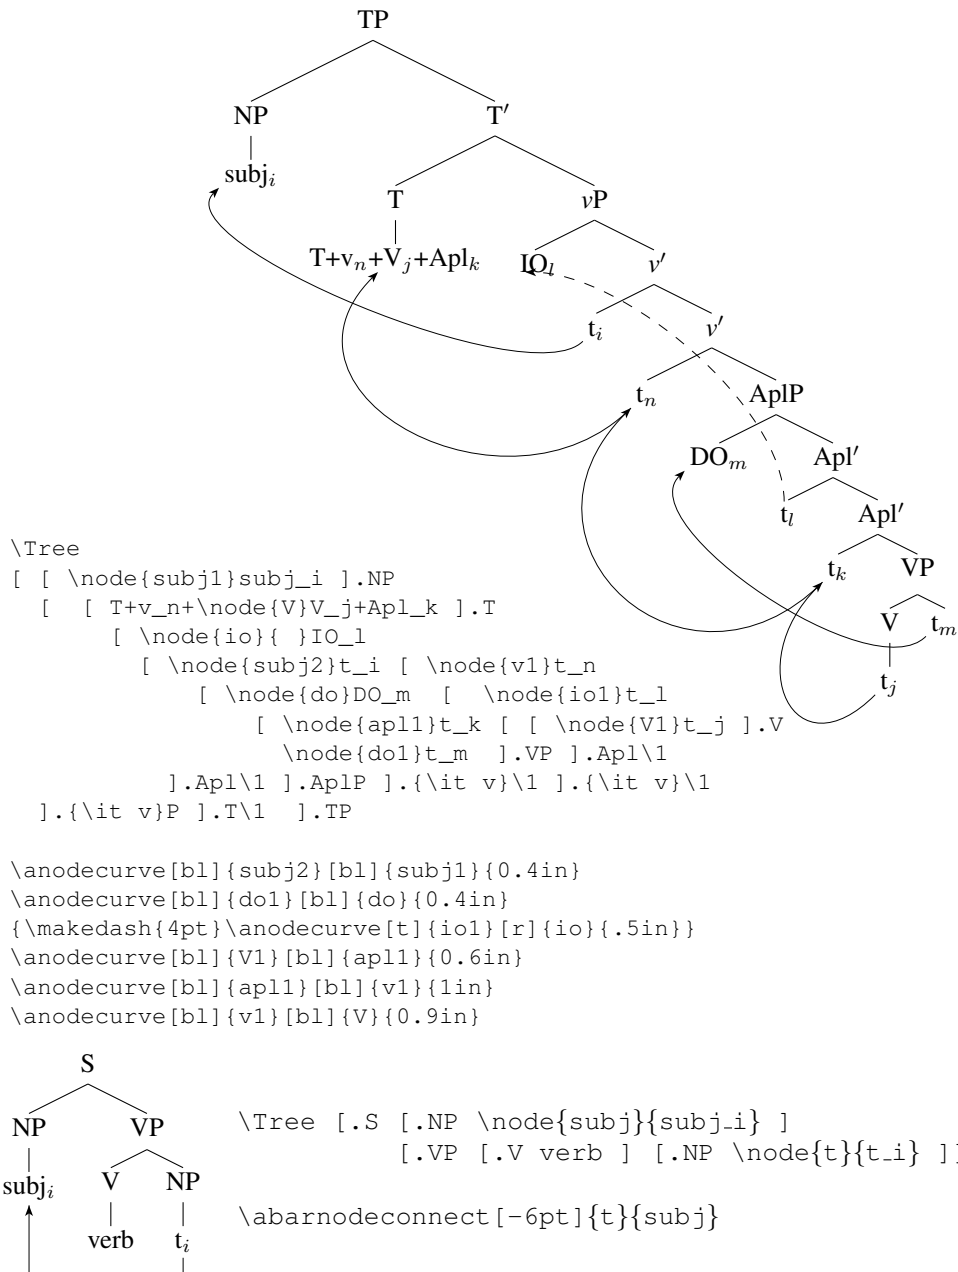 TP
NP T′
subj_i
T vP
T+v_n+V_j+Apl_k IO_l v′
t_i v′
t_n AplP
DO_m Apl′
t_l Apl′
t_k VP
V t_m
t_j
\Tree
[ [ \node{subj1}subj_i ].NP
[ [ T+v_n+\node{V}V_j+Apl_k ].T
[ \node{io}{ }IO_l
[ \node{subj2}t_i [ \node{v1}t_n
[ \node{do}DO_m [ \node{io1}t_l
[ \node{apl1}t_k [ [ \node{V1}t_j ].V
\node{do1}t_m ].VP ].Apl\1
].Apl\1 ].AplP ].{\it v}\1 ].{\it v}\1
].{\it v}P ].T\1 ].TP
\anodecurve[bl]{subj2}[bl]{subj1}{0.4in}
\anodecurve[bl]{do1}[bl]{do}{0.4in}
{\makedash{4pt}\anodecurve[t]{io1}[r]{io}{.5in}}
\anodecurve[bl]{V1}[bl]{apl1}{0.6in}
\anodecurve[bl]{apl1}[bl]{v1}{1in}
\anodecurve[bl]{v1}[bl]{V}{0.9in}
S
NP VP
subj_i V NP
verb t_i
\Tree [.S [.NP \node{subj}{subj_i} ]
[.VP [.V verb ] [.NP \node{t}{t_i} ]]
\abarnodeconnect[-6pt]{t}{subj}